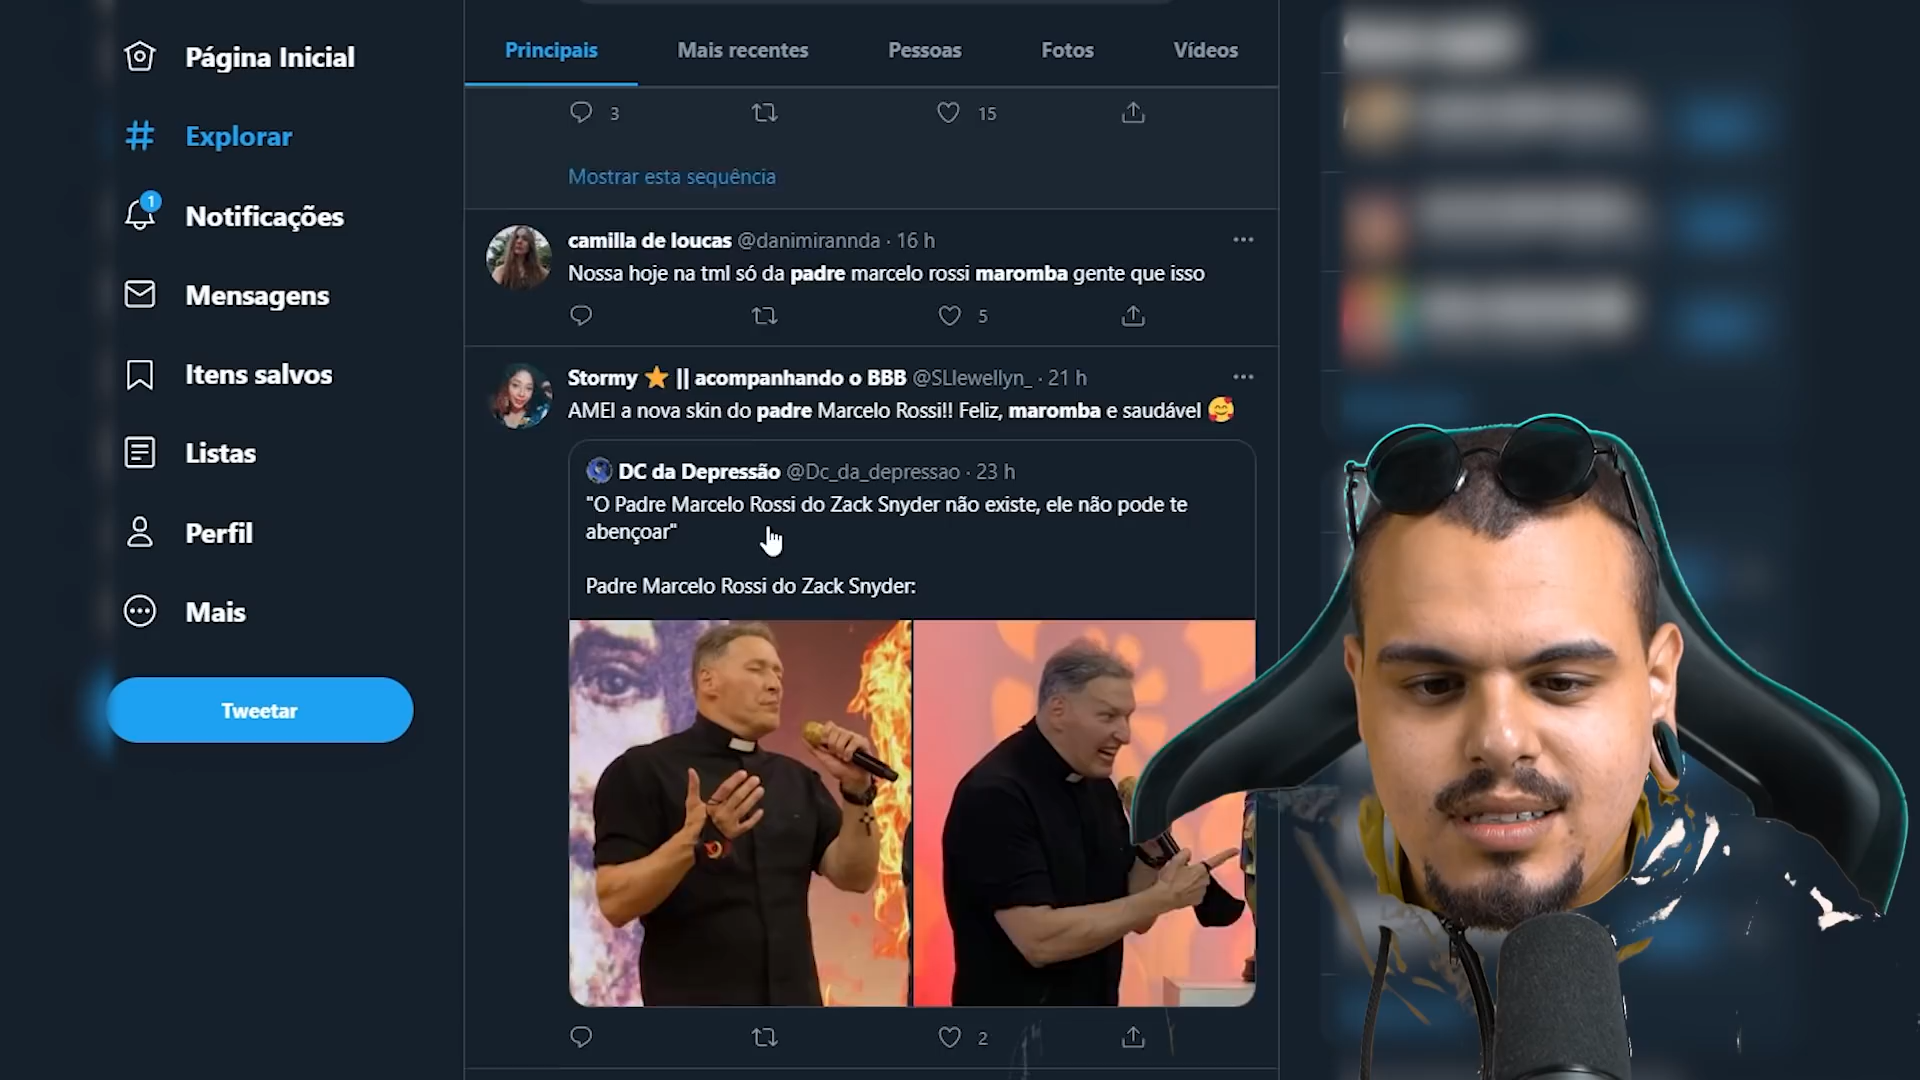 Página Inicial
Explorar
1
Notificações
Mensagens
Itens salvos
Listas
Perfil
Mais
Tweetar
Principais
Mais recentes
Pessoas
Fotos
Vídeos
3
15
Mostrar esta sequência
camilla de loucas @danimirannda · 16 h
Nossa hoje na tml só da padre marcelo rossi maromba gente que isso
5
Stormy ⭐ || acompanhando o BBB @SLlewellyn_ · 21 h
AMEI a nova skin do padre Marcelo Rossi!! Feliz, maromba e saudável 🥰
DC da Depressão @Dc_da_depressao · 23 h
"O Padre Marcelo Rossi do Zack Snyder não existe, ele não pode te
abençoar"
Padre Marcelo Rossi do Zack Snyder:
2